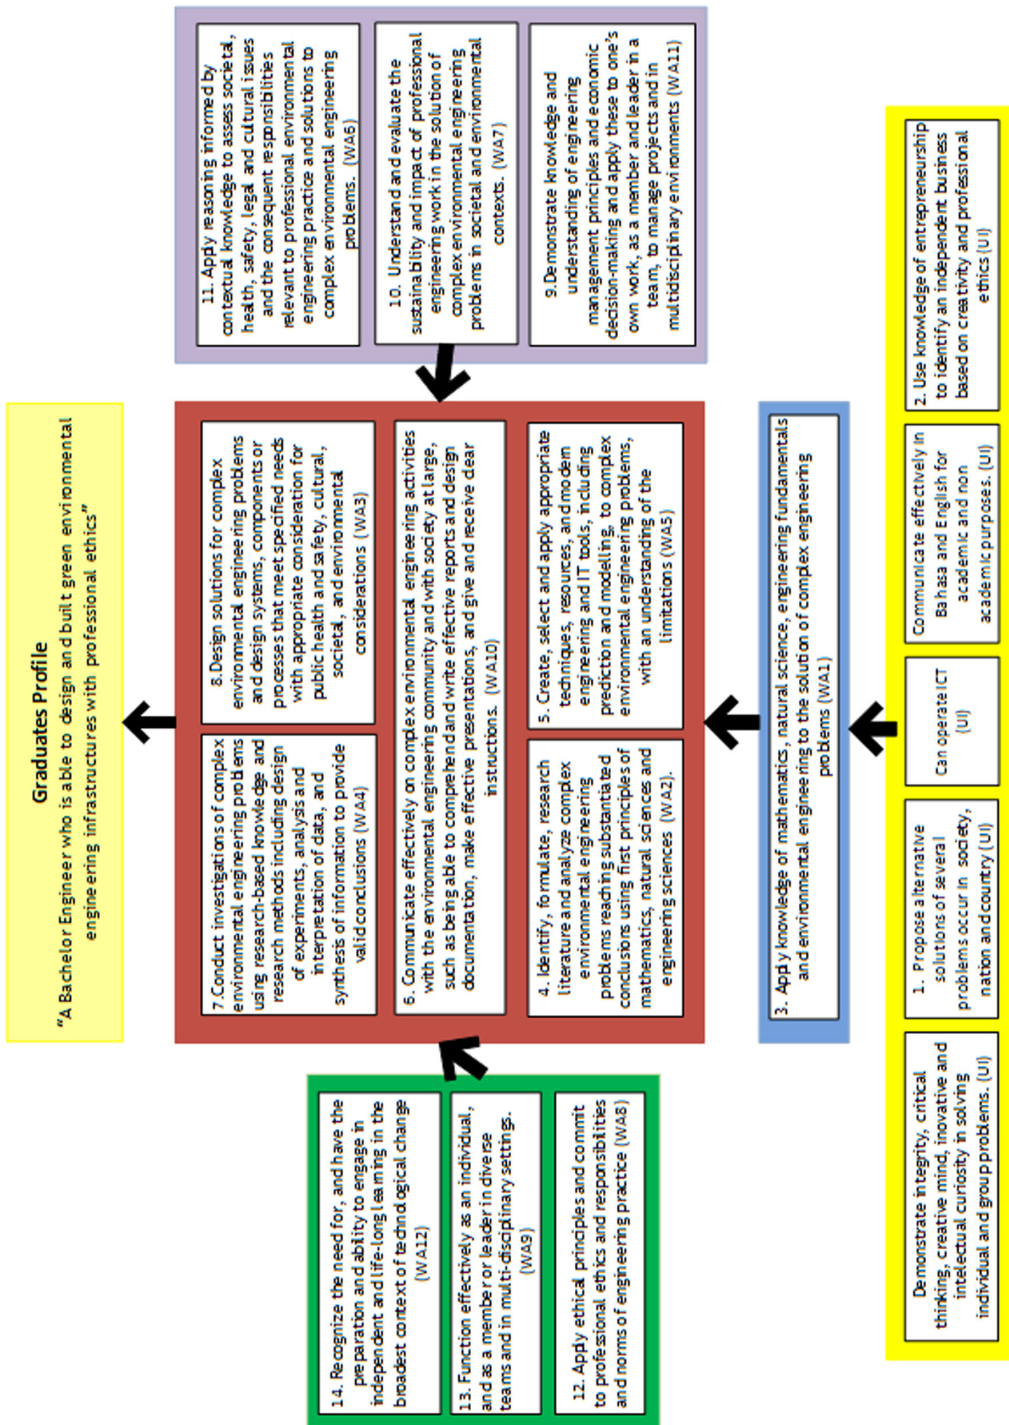 Graduates Profile
“A Bachelor Engineer who is able to design and built green environmental
engineering infrastructures with professional ethics”
14. Recognize the need for, and have the
preparation and ability to engage in
independent and life-long learning in the
broadest context of technological change
(WA12)
13. Function effectively as an individual,
and as a member or leader in diverse
teams and in multi-disciplinary settings.
(WA9)
12. Apply ethical principles and commit
to professional ethics and responsibilities
and norms of engineering practice (WA8)
7.Conduct investigations of complex
environmental engineering problems
using research-based knowledge and
research methods including design
of experiments, analysis and
interpretation of data, and
synthesis of information to provide
valid conclusions (WA4)
8.Design solutions for complex
environmental engineering problems
and design systems, components or
processes that meet specified needs
with appropriate consideration for
public health and safety, cultural,
societal, and environmental
considerations (WA3)
6. Communicate effectively on complex environmental engineering activities
with the environmental engineering community and with society at large,
such as being able to comprehend and write effective reports and design
documentation, make effective presentations, and give and receive clear
instructions. (WA10)
4. Identify, formulate, research
literature and analyze complex
environmental engineering
problems reaching substantiated
conclusions using first principles of
mathematics, natural sciences and
engineering sciences (WA2).
5. Create, select and apply appropriate
techniques, resources, and modern
engineering and IT tools, including
prediction and modelling, to complex
environmental engineering problems,
with an understanding of the
limitations (WA5)
11. Apply reasoning informed by
contextual knowledge to assess societal,
health, safety, legal and cultural issues
and the consequent responsibilities
relevant to professional environmental
engineering practice and solutions to
complex environmental engineering
problems. (WA6)
10. Understand and evaluate the
sustainability and impact of professional
engineering work in the solution of
complex environmental engineering
problems in societal and environmental
contexts. (WA7)
9.Demonstrate knowledge and
understanding of engineering
management principles and economic
decision-making and apply these to one’s
own work, as a member and leader in a
team, to manage projects and in
multidisciplinary environments (WA11)
3. Apply knowledge of mathematics, natural science, engineering fundamentals
and environmental engineering to the solution of complex engineering
problems (WA1)
Demonstrate integrity, critical
thinking, creative mind, inovative and
intelectual curiosity in solving
individual and group problems. (UI)
1. Propose alternative
solutions of several
problems occur in society,
nation and country (UI)
Can operate ICT
(UI)
Communicate effectively in
Bahasa and English for
academic and non
academic purposes. (UI)
2. Use knowledge of entrepreneurship
to identify an independent business
based on creativity and professional
ethics (UI)